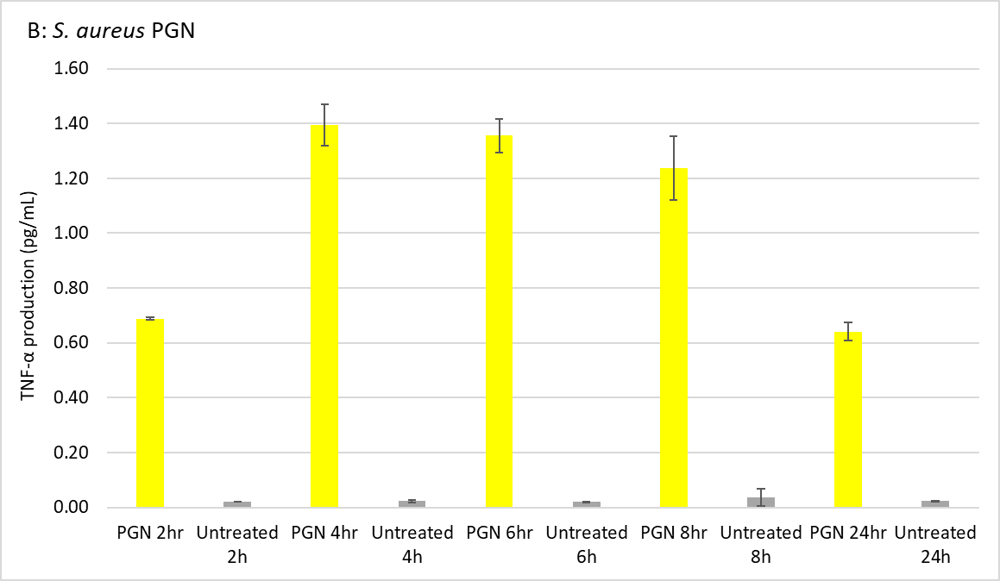 B: S. aureus PGN
TNF-α production (pg/mL)
1.60
1.40
1.20
1.00
0.80
0.60
0.40
0.20
0.00
PGN 2hr
Untreated
2h
PGN 4hr
Untreated
4h
PGN 6hr
Untreated
6h
PGN 8hr
Untreated
8h
PGN 24hr
Untreated
24h